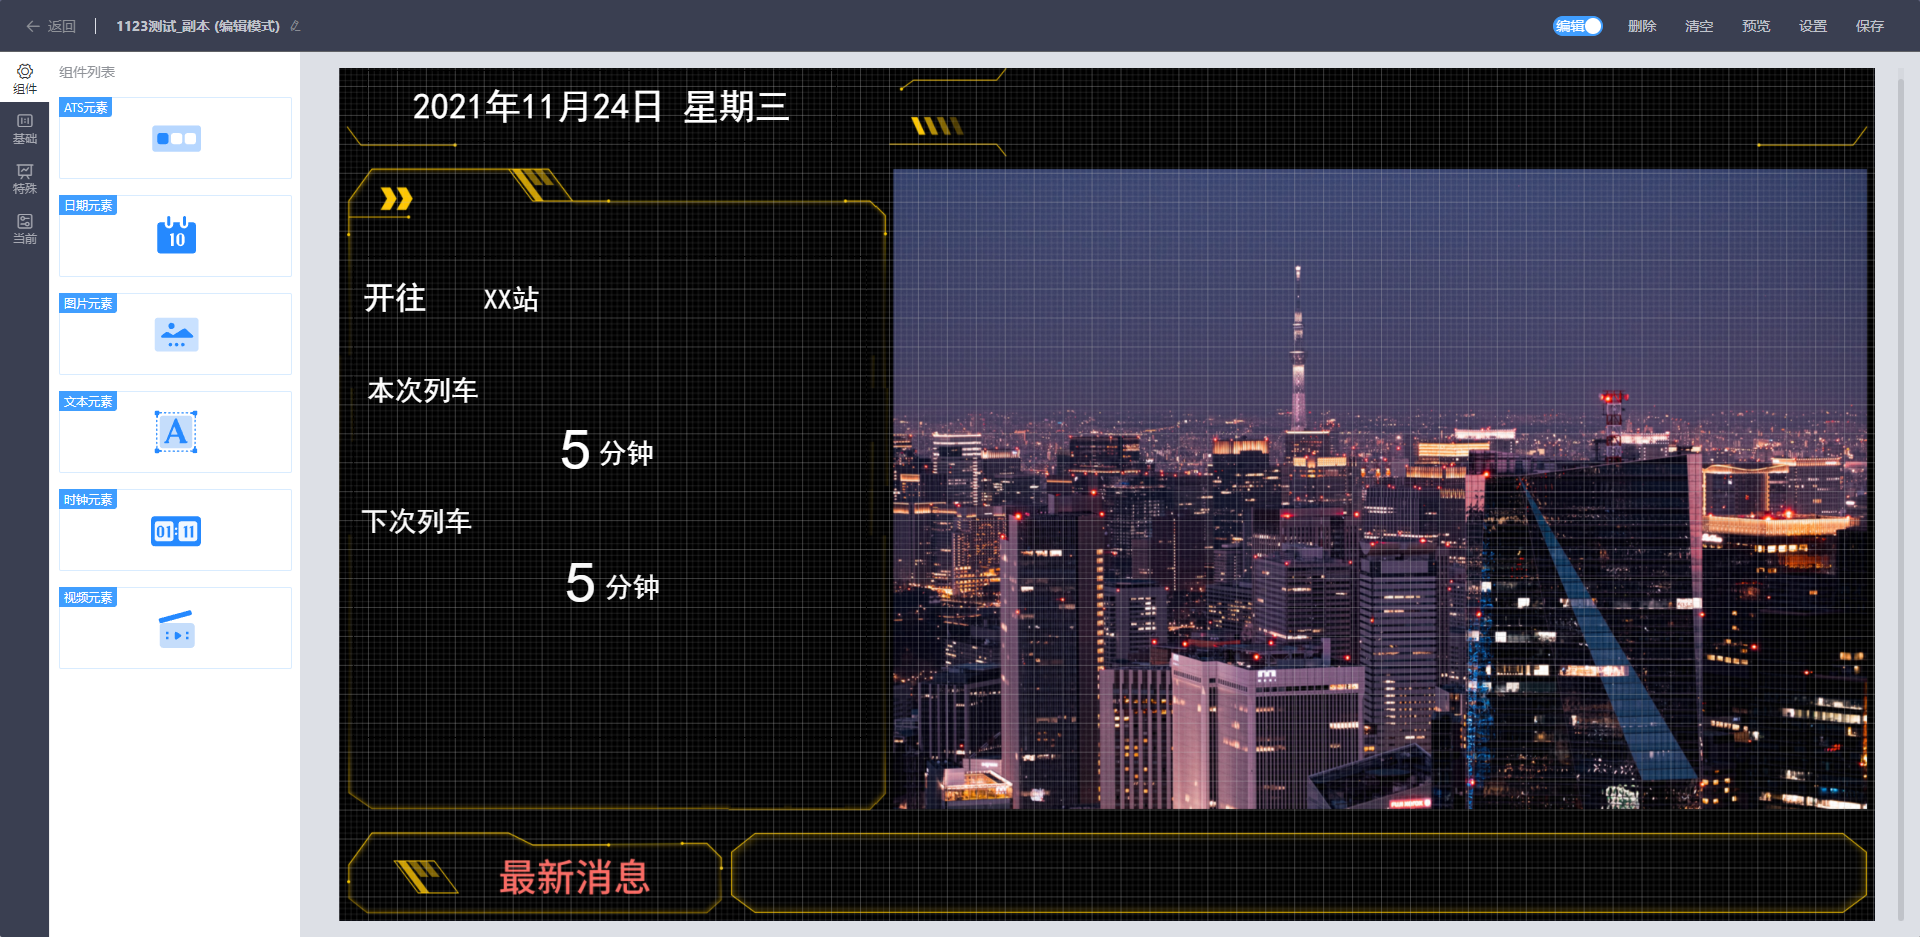 返回
1123测试_副本 (编辑模式)
编辑
删除
清空
预览
设置
保存
组件
基础
特殊
当前
组件列表
ATS元素
日期元素
10
图片元素
文本元素
A
时钟元素
01:11
视频元素
2021年11月24日 星期三
开往 XX站
本次列车
5 分钟
下次列车
5 分钟
最新消息